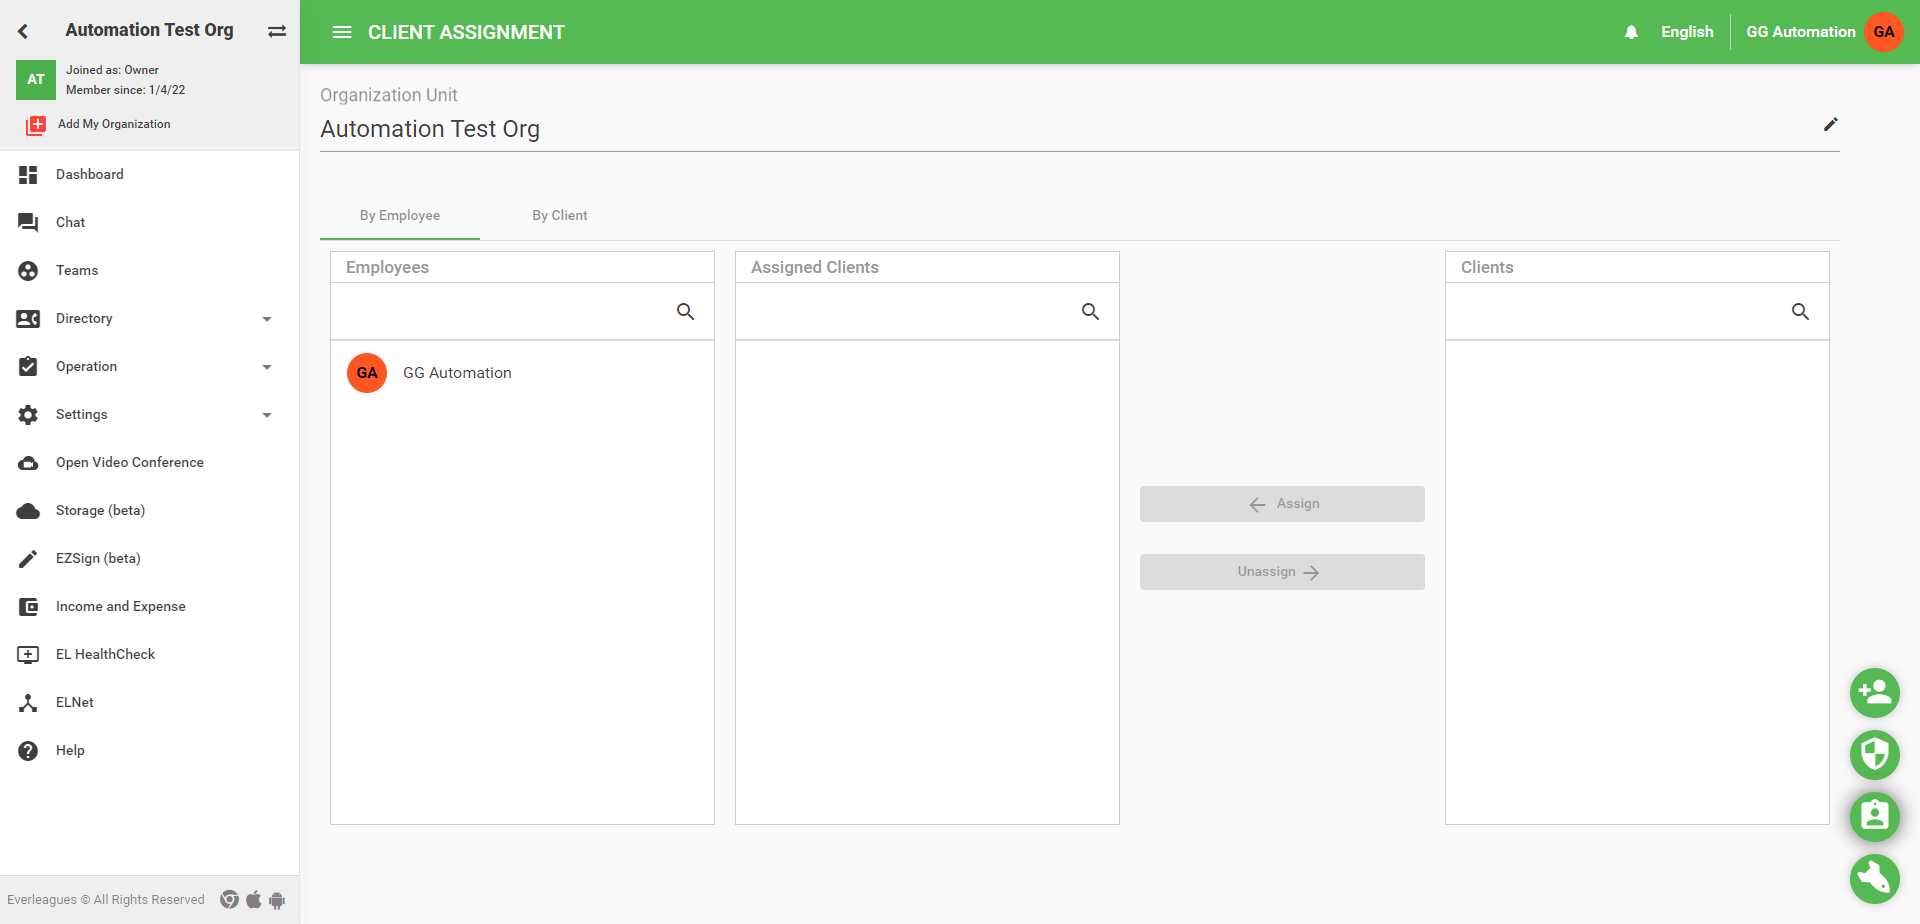 Automation Test Org
AT
Joined as: Owner
Member since: 1/4/22
Add My Organization
Dashboard
Chat
Teams
Directory
Operation
Settings
Open Video Conference
Storage (beta)
EZSign (beta)
Income and Expense
EL HealthCheck
ELNet
Help
Everleagues © All Rights Reserved
CLIENT ASSIGNMENT
English
GG Automation
GA
Organization Unit
Automation Test Org
By Employee
By Client
Employees
GA
GG Automation
Assigned Clients
Assign
Unassign
Clients